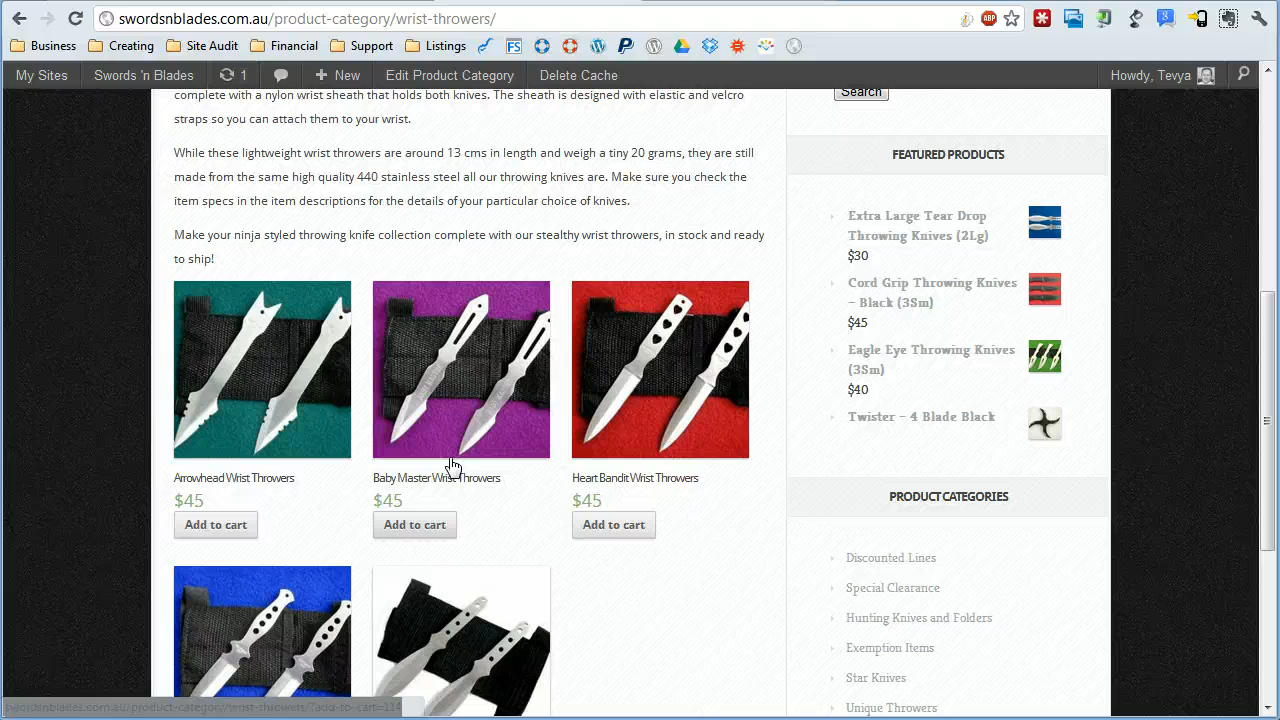 swordsnblades.com.au/product-category/wrist-throwers/
Business Creating Site Audit Financial Support Listings
My Sites Swords 'n Blades 1 New Edit Product Category Delete Cache Howdy, Tevya
complete with a nylon wrist sheath that holds both knives. The sheath is designed with elastic and velcro
straps so you can attach them to your wrist.
While these lightweight wrist throwers are around 13 cms in length and weigh a tiny 20 grams, they are still
made from the same high quality 440 stainless steel all our throwing knives are. Make sure you check the
item specs in the item descriptions for the details of your particular choice of knives.
Make your ninja styled throwing knife collection complete with our stealthy wrist throwers, in stock and ready
to ship!
Arrowhead Wrist Throwers
$45
Add to cart
Baby Master Wrist Throwers
$45
Add to cart
Heart Bandit Wrist Throwers
$45
Add to cart
Search
FEATURED PRODUCTS
Extra Large Tear Drop
Throwing Knives (2Lg)
$30
Cord Grip Throwing Knives
– Black (3Sm)
$45
Eagle Eye Throwing Knives
(3Sm)
$40
Twister – 4 Blade Black
PRODUCT CATEGORIES
Discounted Lines
Special Clearance
Hunting Knives and Folders
Exemption Items
Star Knives
Unique Throwers
swordsnblades.com.au/product-category/wrist-throwers/?add-to-cart=114